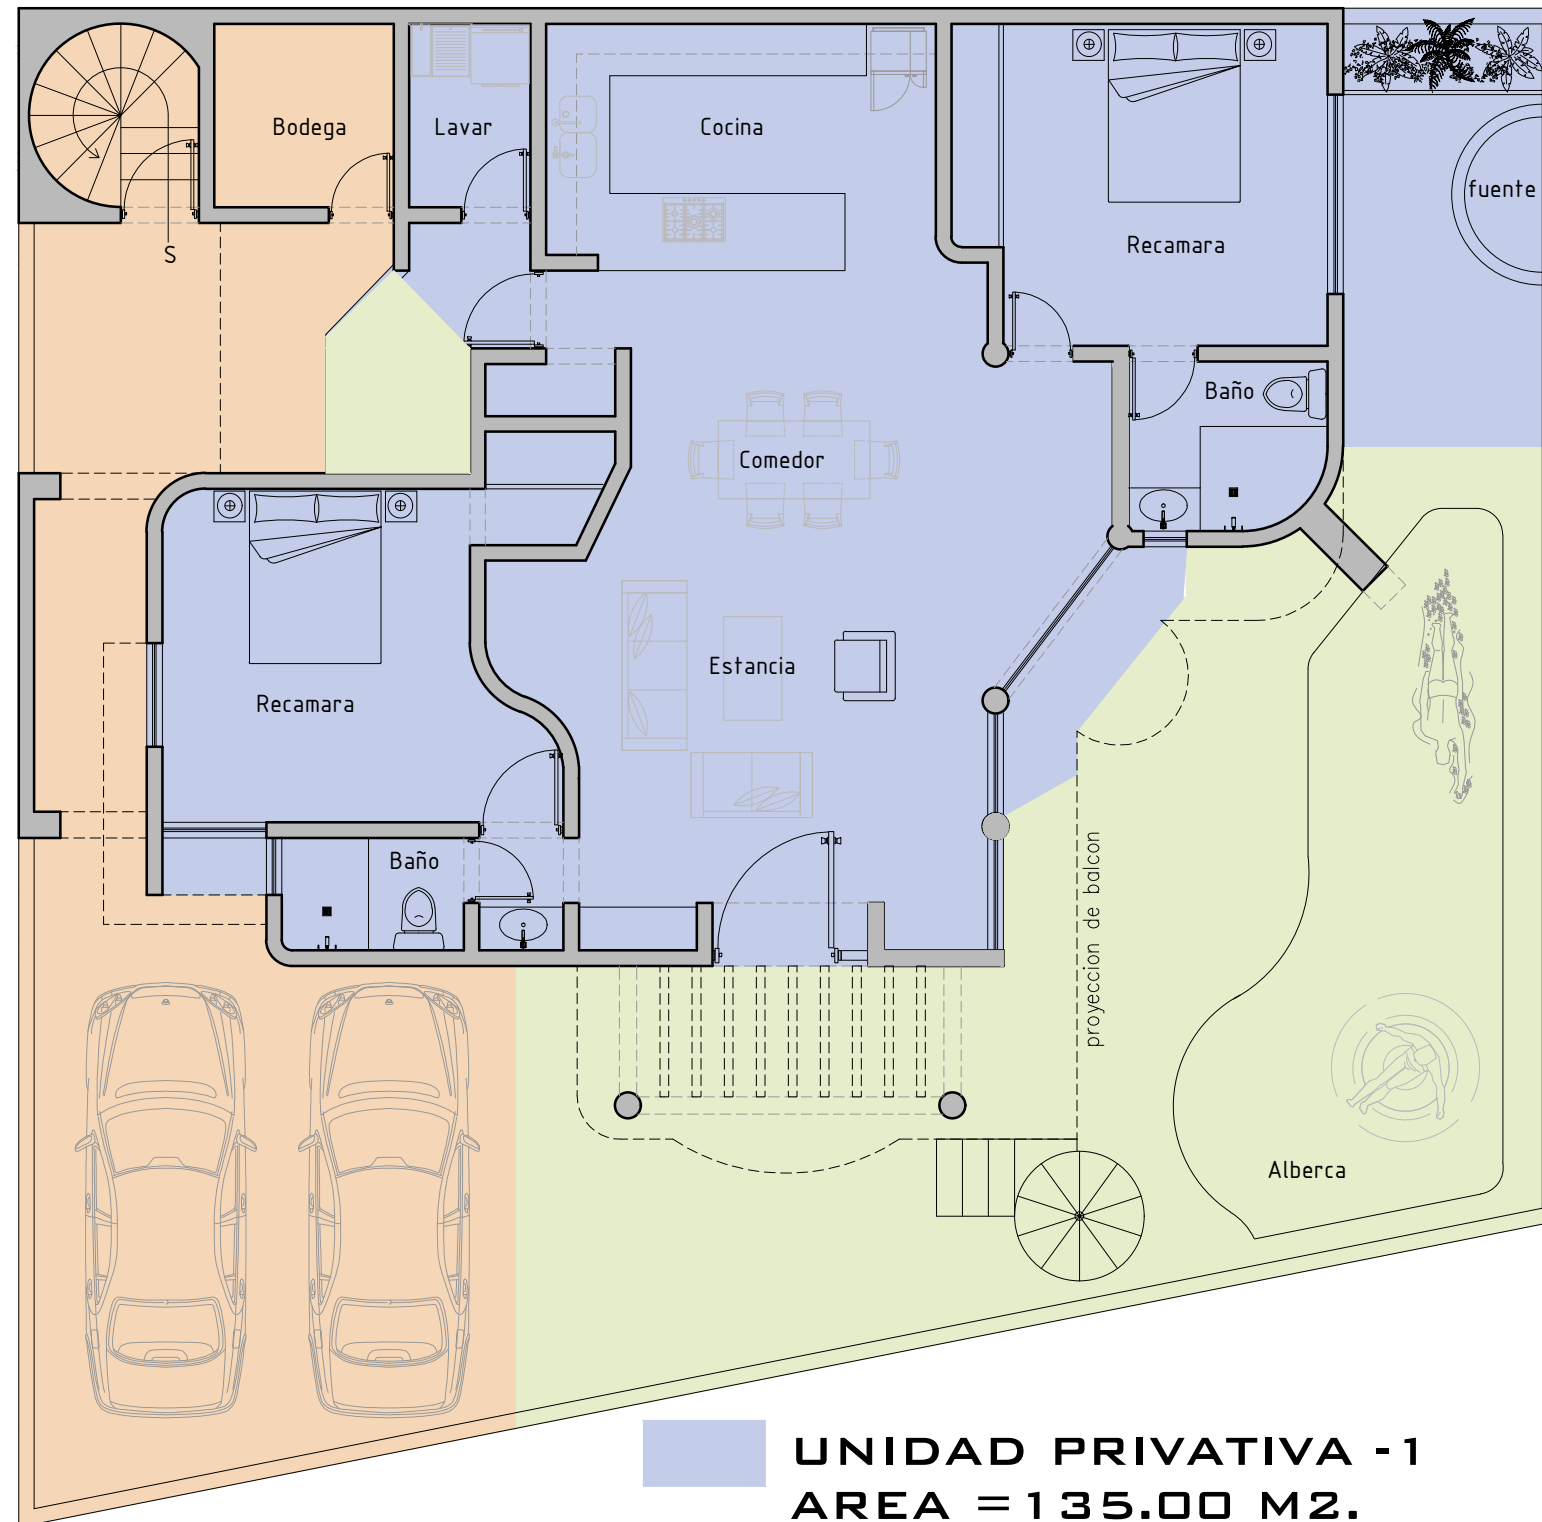 Bodega
Lavar
Cocina
fuente
S
Recamara
Baño
Comedor
Estancia
Recamara
Baño
proyeccion de balcon
Alberca
UNIDAD PRIVATIVA -1
AREA =135.00 M2.